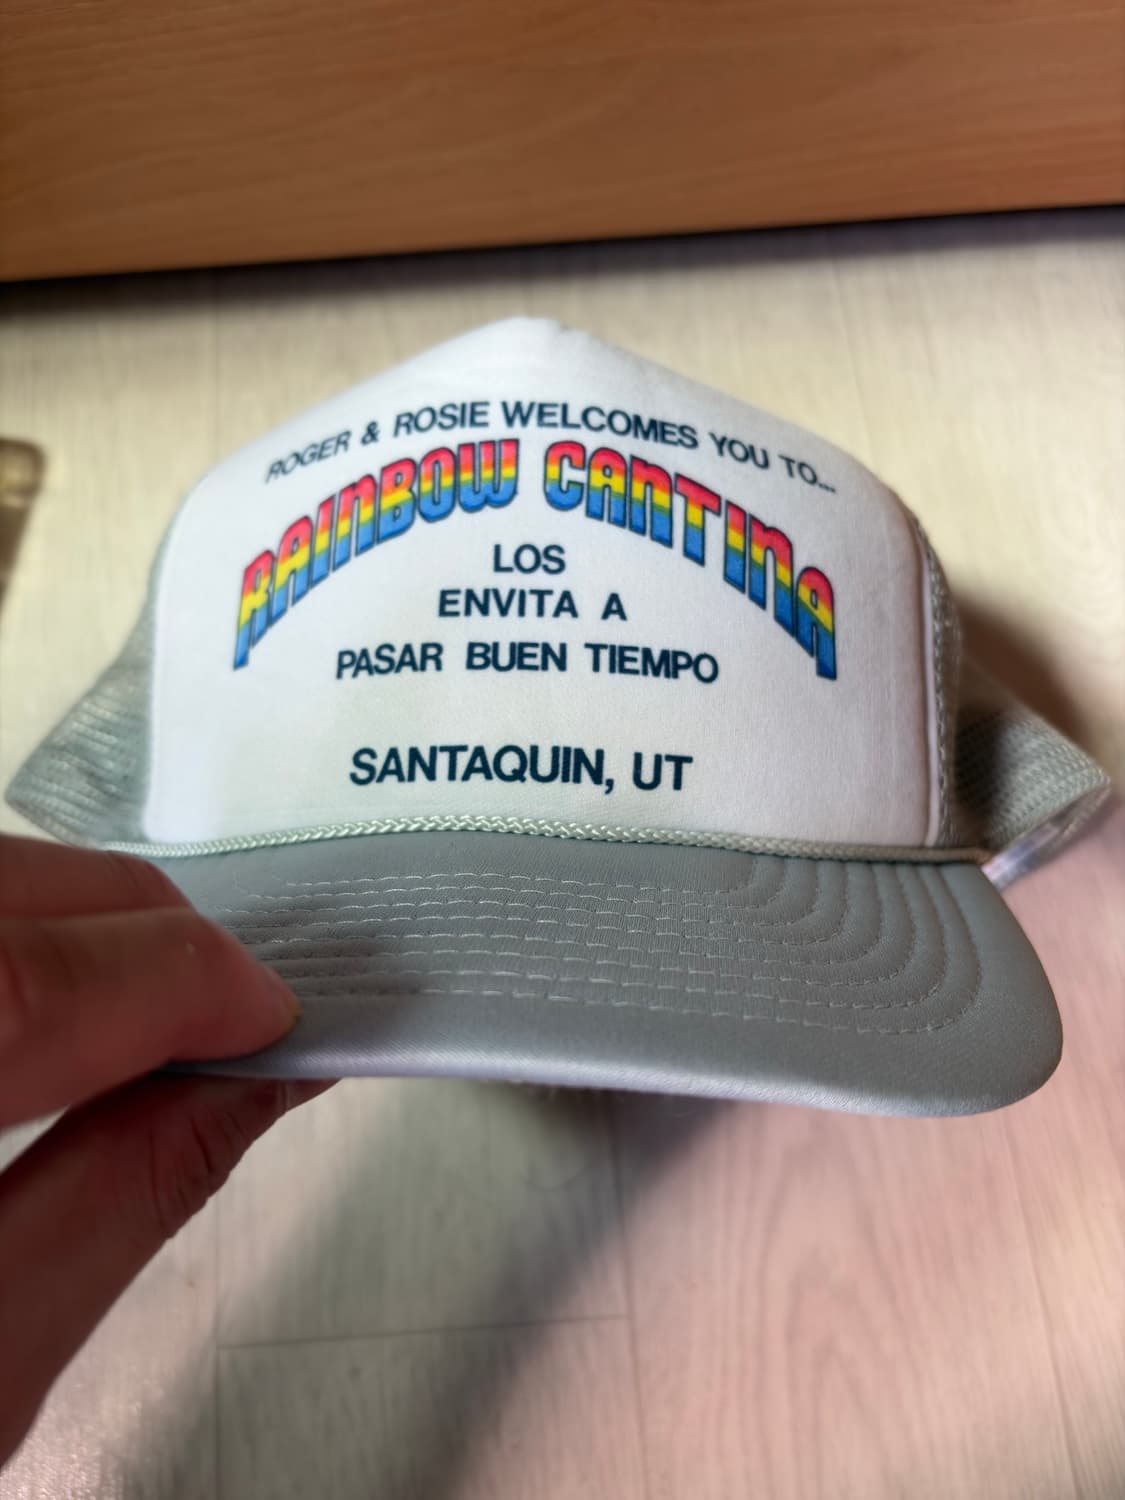 ROGER & ROSIE WELCOMES YOU TO...
RAINBOW CANTINA
LOS
ENVITA A
PASAR BUEN TIEMPO
SANTAQUIN, UT